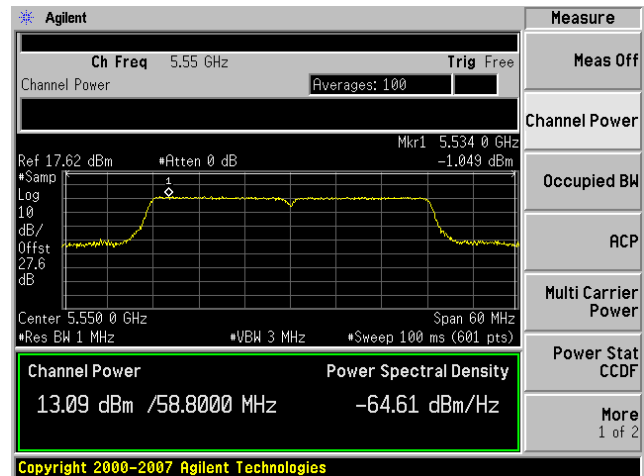 Agilent
Measure
Ch Freq 5.55 GHz Trig Free
Channel Power Averages: 100
Mkr1 5.534 0 GHz
Ref 17.62 dBm #Atten 0 dB -1.049 dBm
#Samp
Log
10
dB/
Offst
27.6
dB
1
Center 5.550 0 GHz Span 60 MHz
#Res BW 1 MHz #VBW 3 MHz #Sweep 100 ms (601 pts)
Channel Power Power Spectral Density
13.09 dBm /58.8000 MHz -64.61 dBm/Hz
Copyright 2000-2007 Agilent Technologies
Meas Off
Channel Power
Occupied BW
ACP
Multi Carrier
Power
Power Stat
CCDF
More
1 of 2